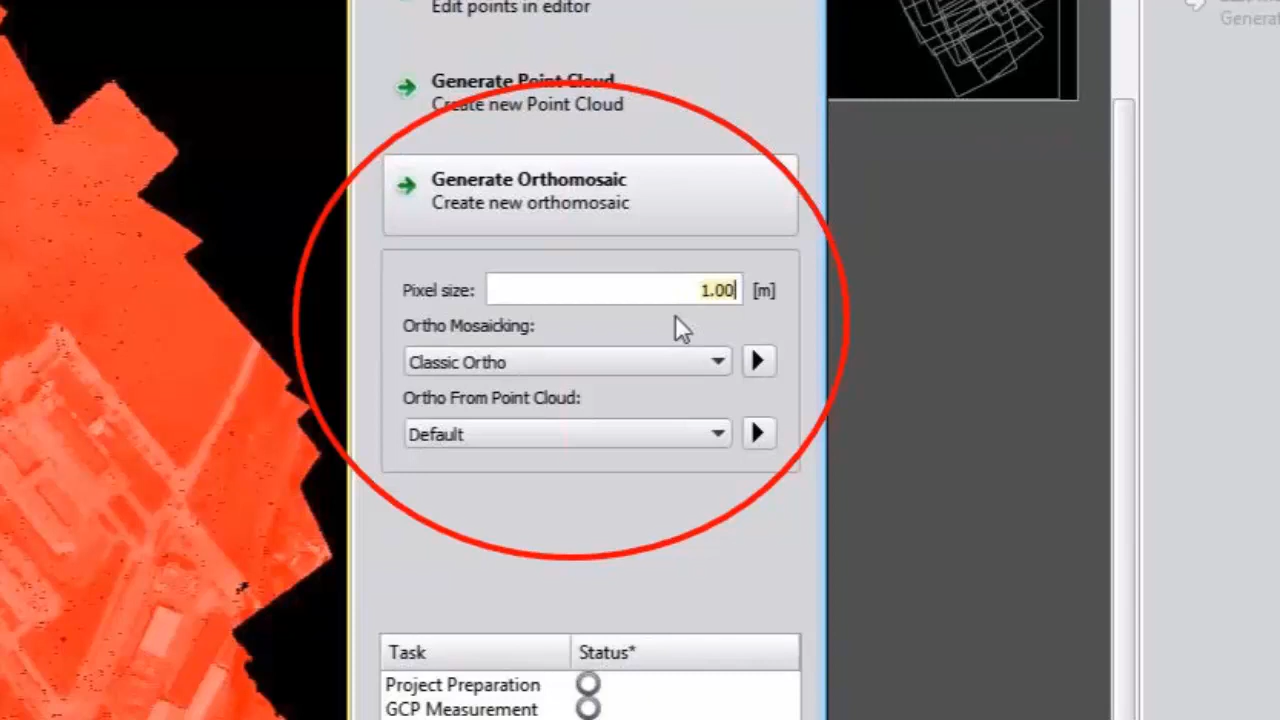 Edit points in editor
Generate Point Cloud
Create new Point Cloud
Generate Orthomosaic
Create new orthomosaic
Pixel size: 1.00 [m]
Ortho Mosaicking:
Classic Ortho
Ortho From Point Cloud:
Default
Task Status*
Project Preparation
GCP Measurement